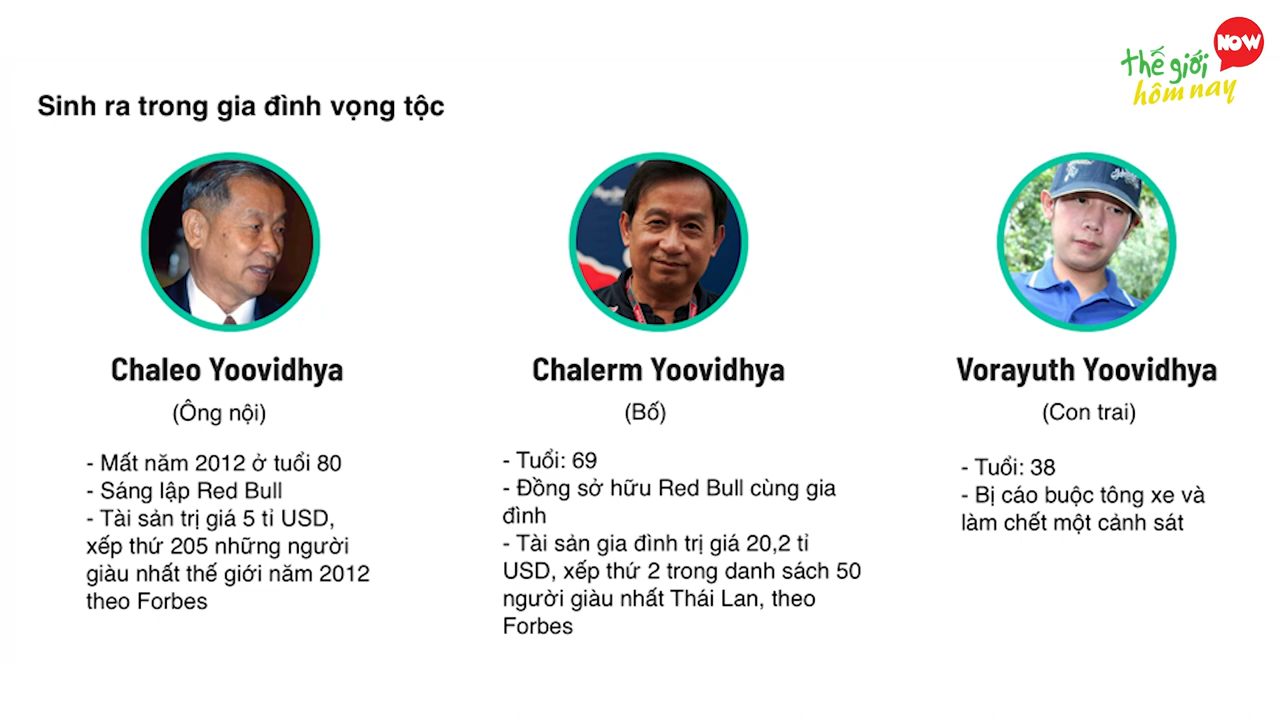 thế giới
NOW
hôm nay
Sinh ra trong gia đình vọng tộc
Chaleo Yoovidhya
(Ông nội)
- Mất năm 2012 ở tuổi 80
- Sáng lập Red Bull
- Tài sản trị giá 5 tỉ USD,
xếp thứ 205 những người
giàu nhất thế giới năm 2012
theo Forbes
Chalerm Yoovidhya
(Bố)
- Tuổi: 69
- Đồng sở hữu Red Bull cùng gia
đình
- Tài sản gia đình trị giá 20,2 tỉ
USD, xếp thứ 2 trong danh sách 50
người giàu nhất Thái Lan, theo
Forbes
Vorayuth Yoovidhya
(Con trai)
- Tuổi: 38
- Bị cáo buộc tông xe và
làm chết một cảnh sát